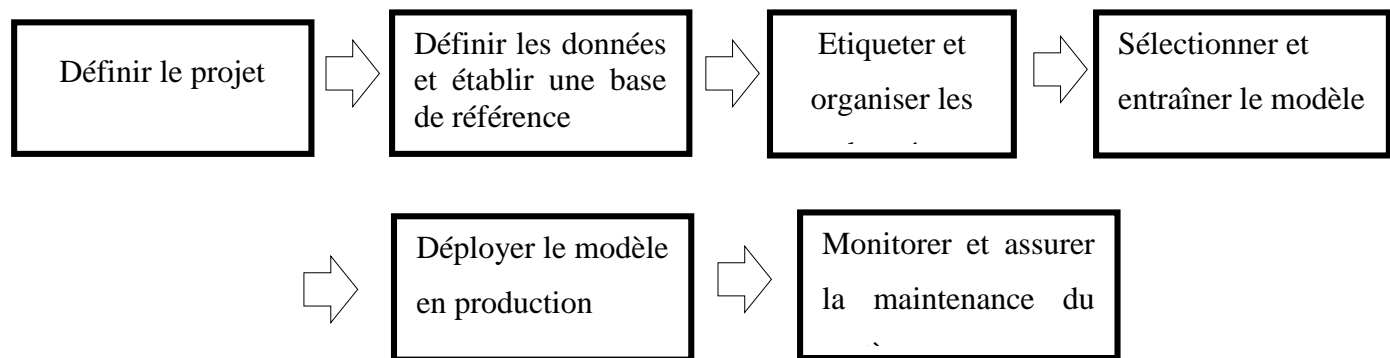 Définir le projet
Définir les données
et établir une base
de référence
Etiqueter et
organiser les
Sélectionner et
entraîner le modèle
Déployer le modèle
en production
Monitorer et assurer
la maintenance du